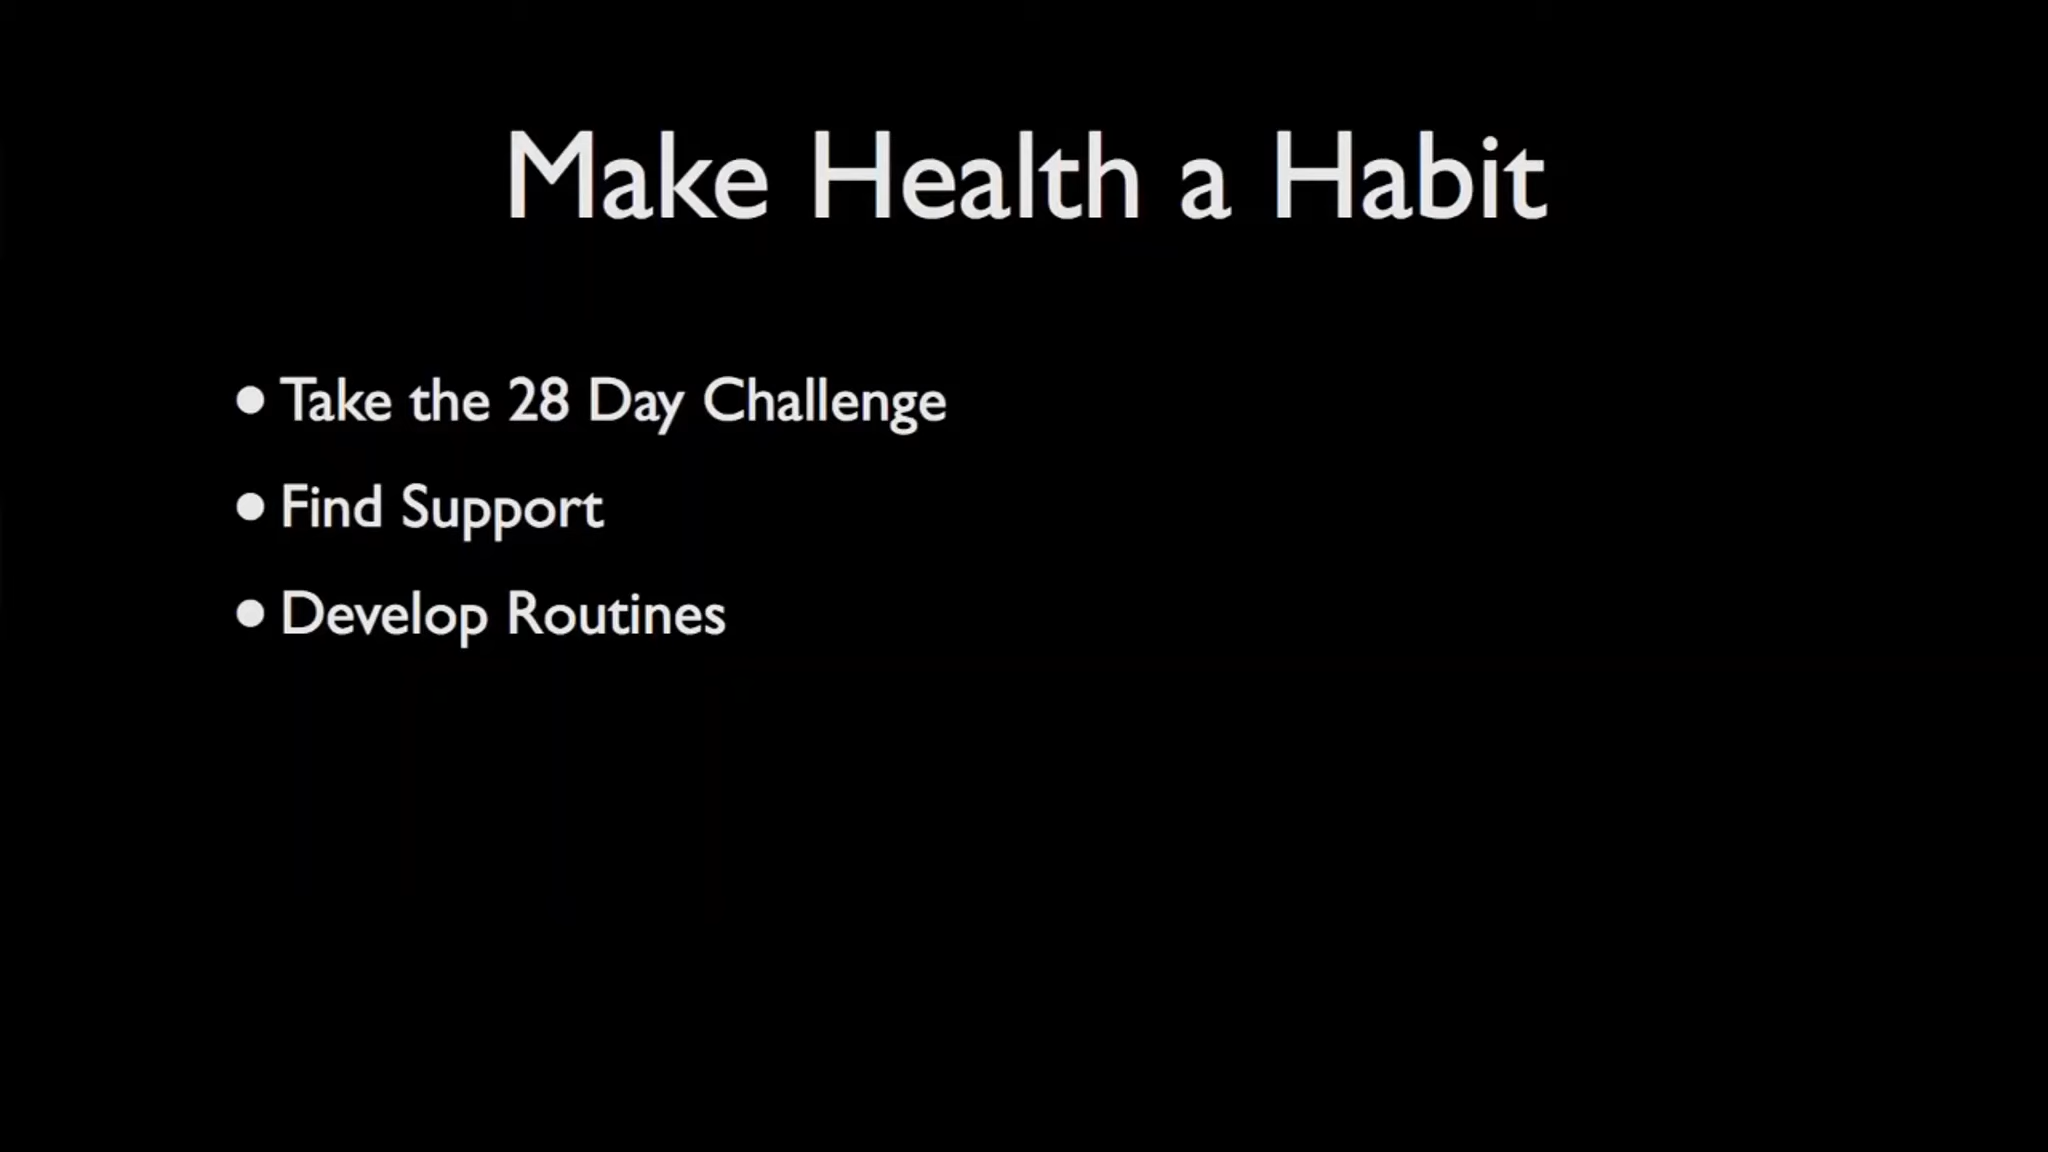 Make Health a Habit
• Take the 28 Day Challenge
• Find Support
• Develop Routines